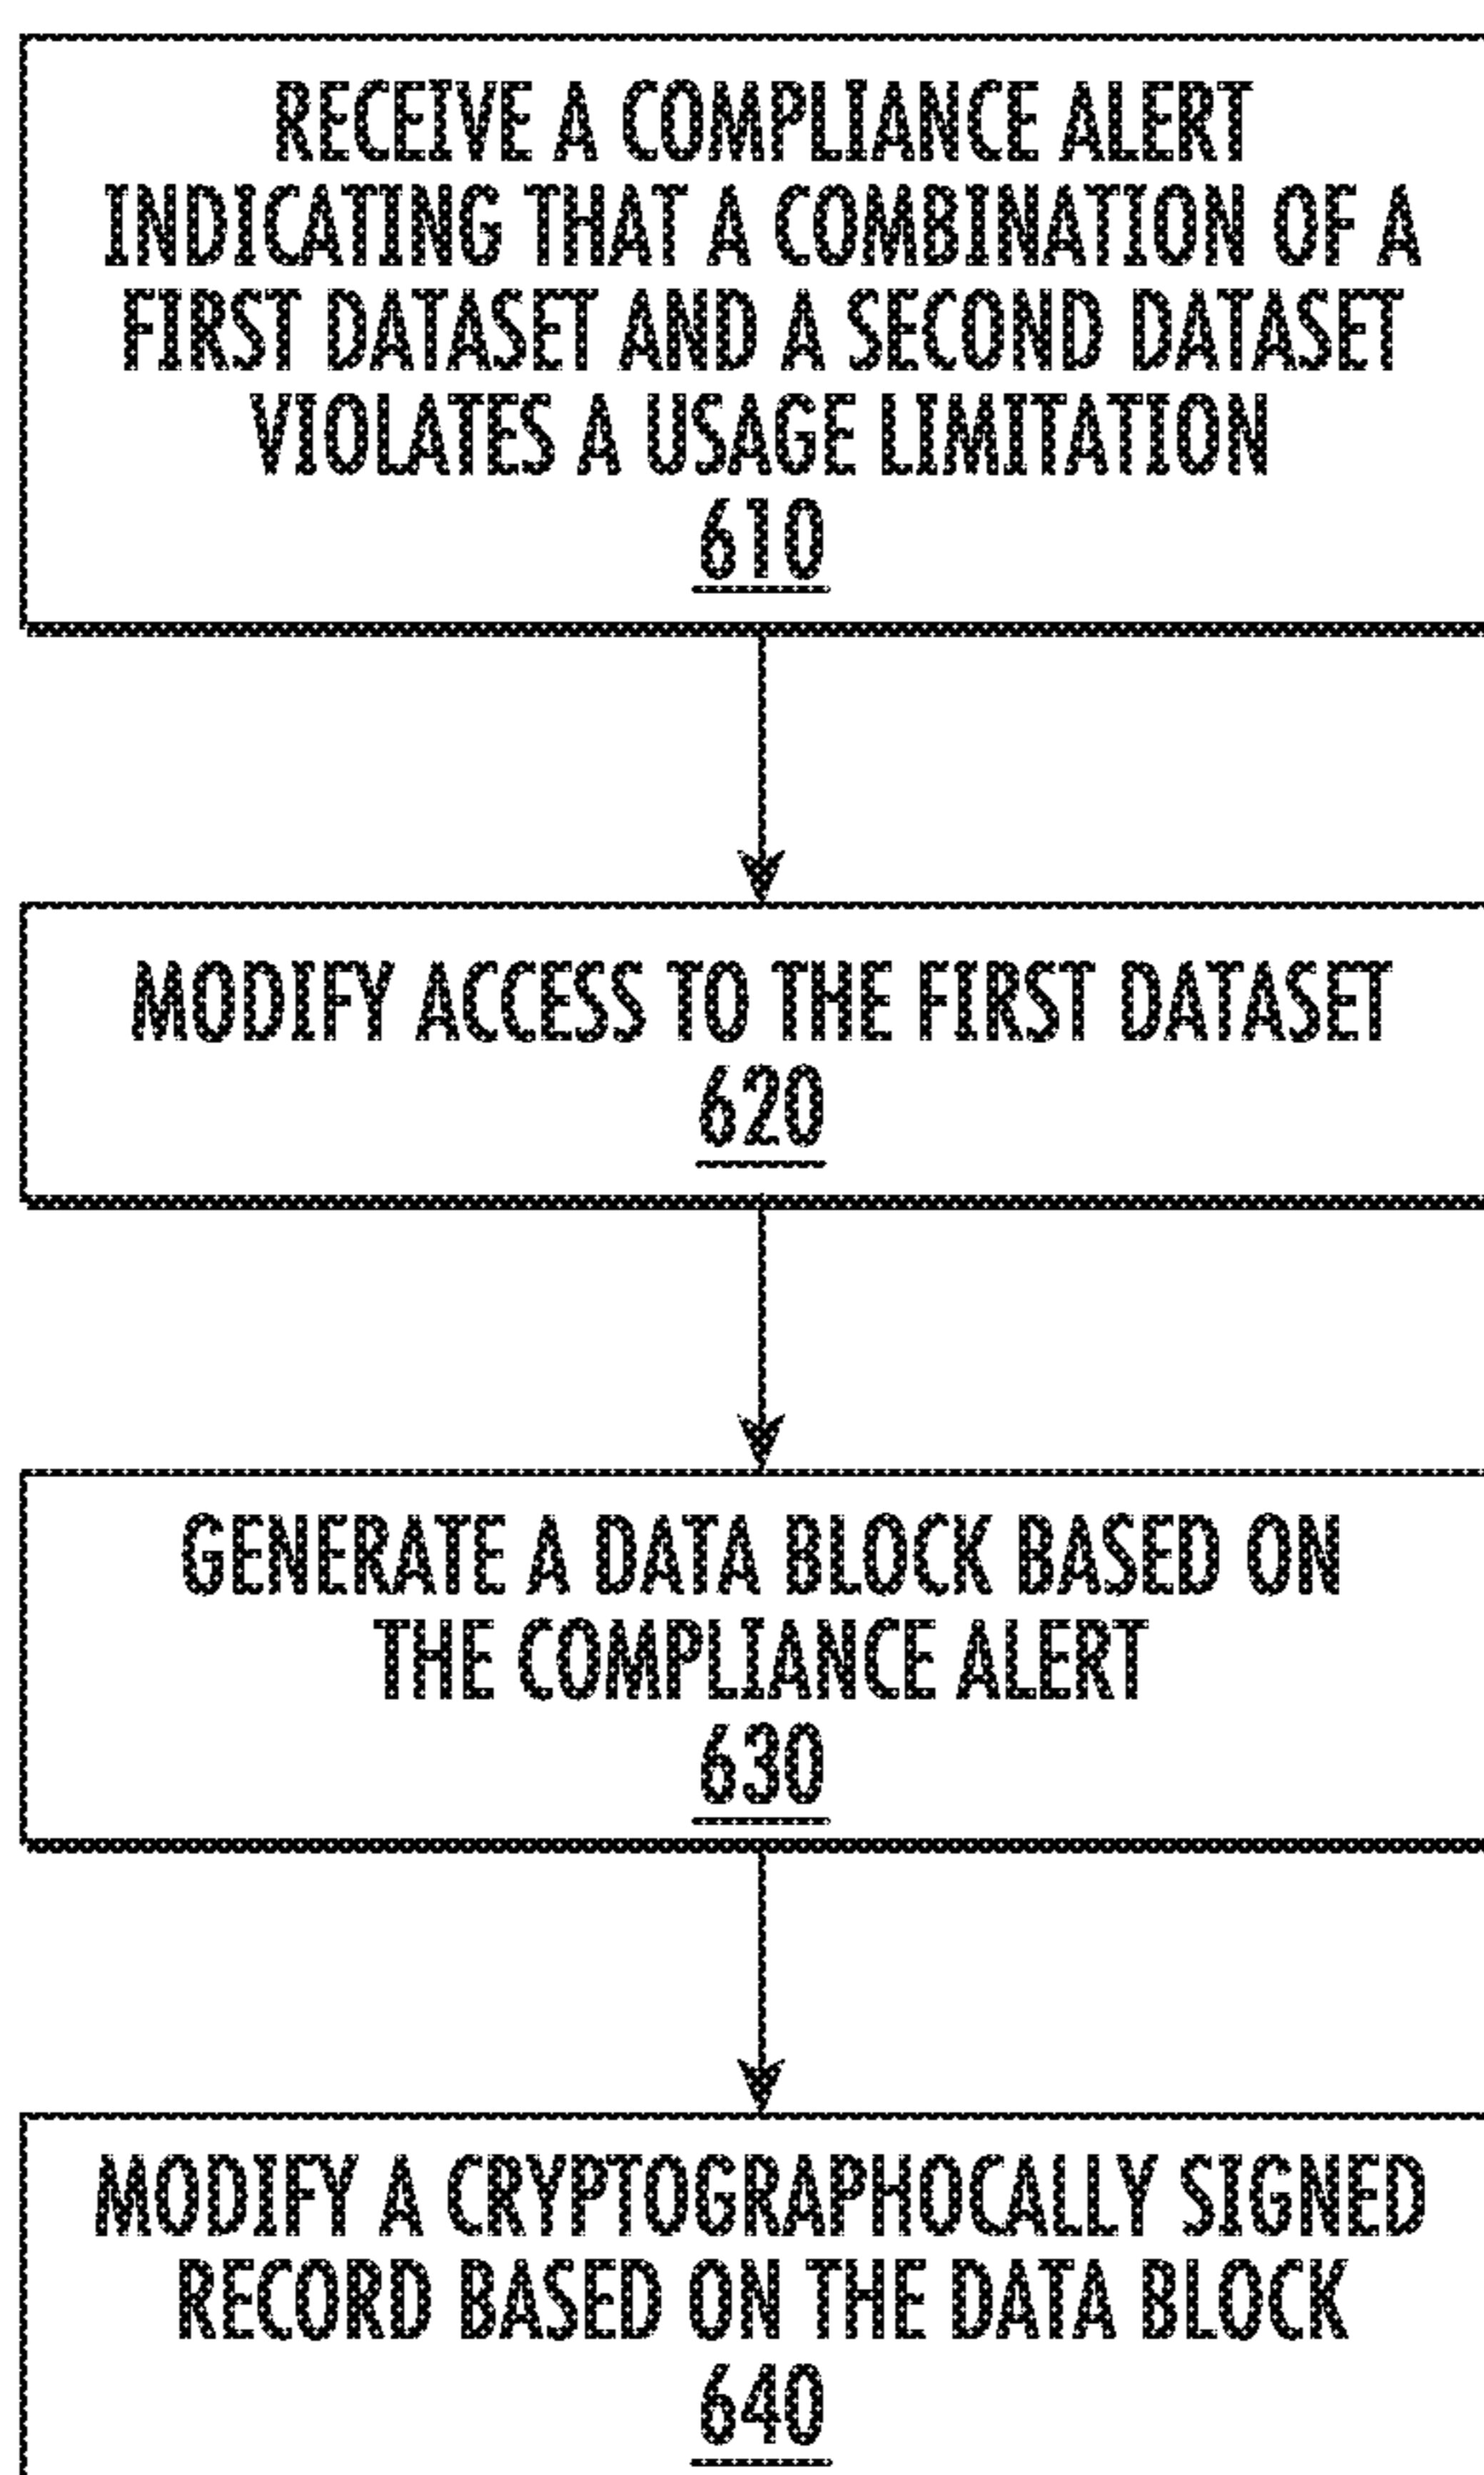 RECEIVE A COMPLIANCE ALERT
INDICATING THAT A COMBINATION OF A
FIRST DATASET AND A SECOND DATASET
VIOLATES A USAGE LIMITATION
610
MODIFY ACCESS TO THE FIRST DATASET
620
GENERATE A DATA BLOCK BASED ON
THE COMPLIANCE ALERT
630
MODIFY A CRYPTOGRAPHOCALLY SIGNED
RECORD BASED ON THE DATA BLOCK
640